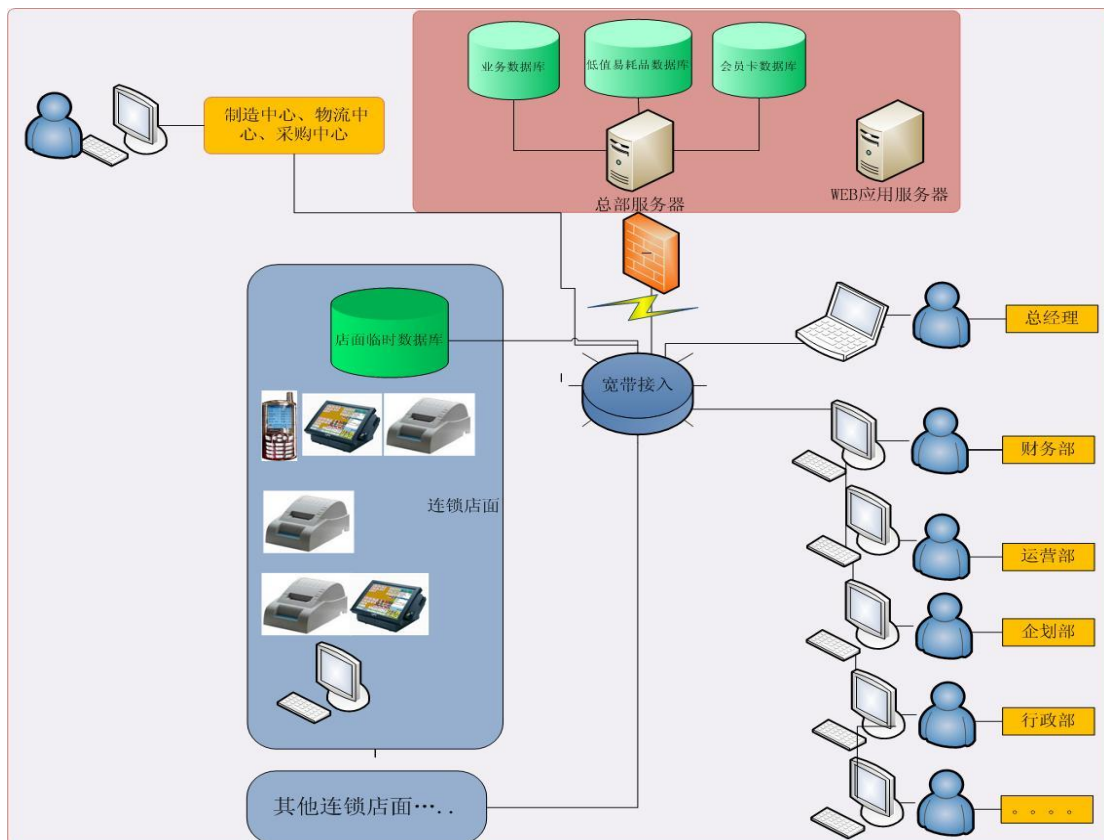 业务数据库
低值易耗品数据库
会员卡数据库
制造中心、物流中
心、采购中心
总部服务器
WEB应用服务器
店面临时数据库
宽带接入
总经理
财务部
连锁店面
运营部
企划部
行政部
其他连锁店面…..
。。。。